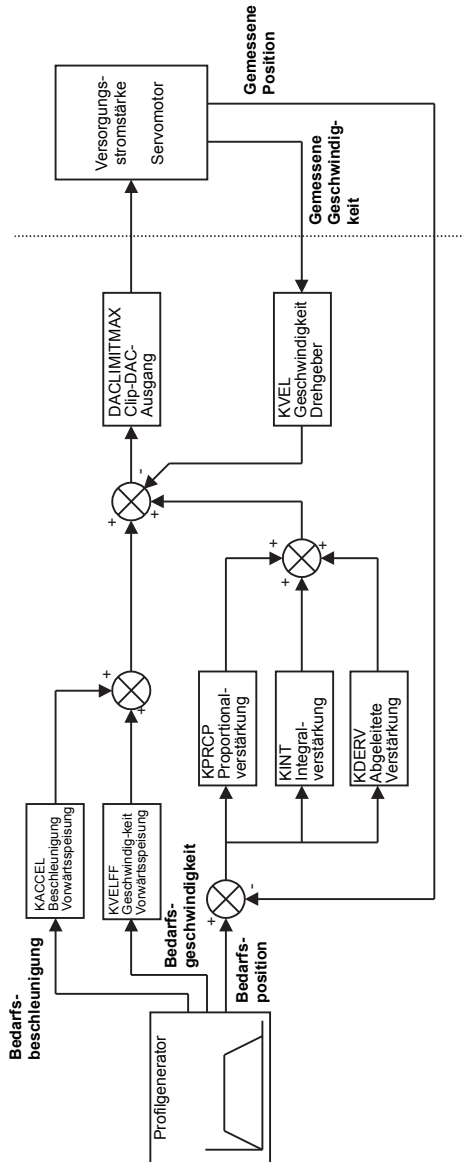 Profilgenerator
Bedarfs-
beschleunigung
Bedarfs-
geschwindigkeit
Bedarfs-
position
KACCEL
Beschleunigung
Vorwärtsspeisung
KVELFF
Geschwindig-keit
Vorwärtsspeisung
+
-
KPRCP
Proportional-
verstärkung
KINT
Integral-
verstärkung
KDERV
Abgeleitete
Verstärkung
+
+
+
+
+
+
+
-
DACLIMITMAX
Clip-DAC-
Ausgang
KVEL
Geschwindigkeit
Drehgeber
Versorgungs-
stromstärke
Servomotor
Gemessene
Geschwindig-
keit
Gemessene
Position